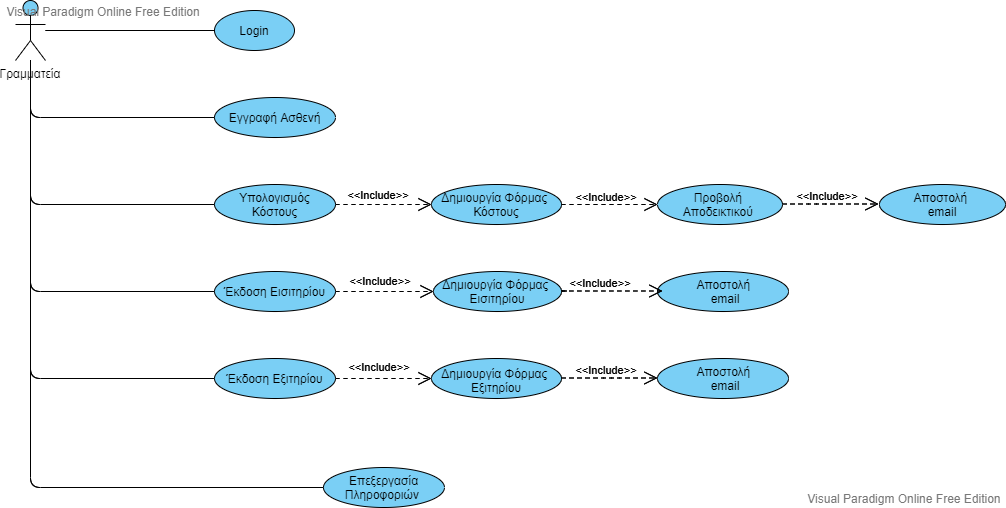 Visual Paradigm Online Free Edition
Login
Γραμματεία
Εγγραφή Ασθενή
Υπολογισμός
Κόστους
<<Include>>
Δημιουργία Φόρμας
Κόστους
<<Include>>
Προβολή
Αποδεικτικού
<<Include>>
Αποστολή
email
Έκδοση Εισιτηρίου
<<Include>>
Δημιουργία Φόρμας
Εισιτηρίου
<<Include>>
Αποστολή
email
Έκδοση Εξιτηρίου
<<Include>>
Δημιουργία Φόρμας
Εξιτηρίου
<<Include>>
Αποστολή
email
Επεξεργασία
Πληροφοριών
Visual Paradigm Online Free Edition